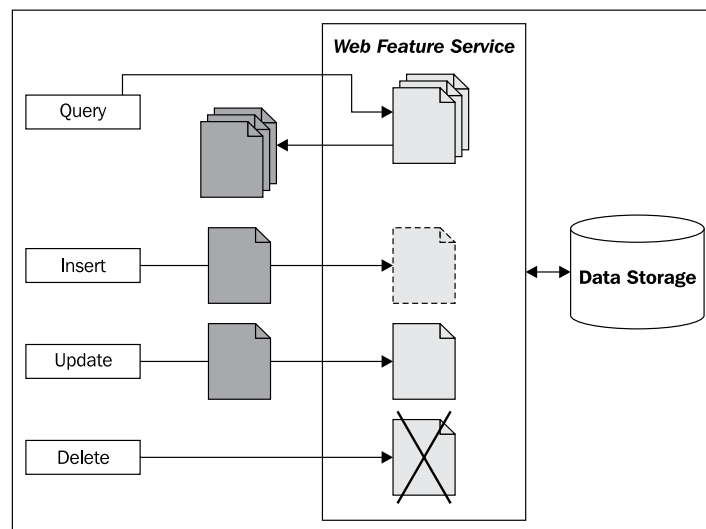 Web Feature Service
Query
Insert
Data Storage
Update
Delete